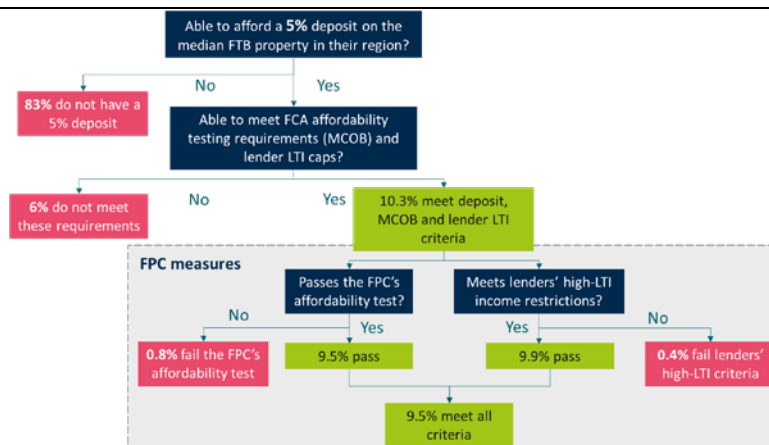 Able to afford a 5% deposit on the
median FTB property in their region?
No
Yes
83% do not have a
5% deposit
Able to meet FCA affordability
testing requirements (MCOB) and
lender LTI caps?
No
Yes
6% do not meet
these requirements
10.3% meet deposit,
MCOB and lender LTI
criteria
FPC measures
Passes the FPC's
affordability test?
Meets lenders' high-LTI
income restrictions?
No
Yes
Yes
No
0.8% fail the FPC's
affordability test
9.5% pass
9.9% pass
0.4% fail lenders'
high-LTI criteria
9.5% meet all
criteria